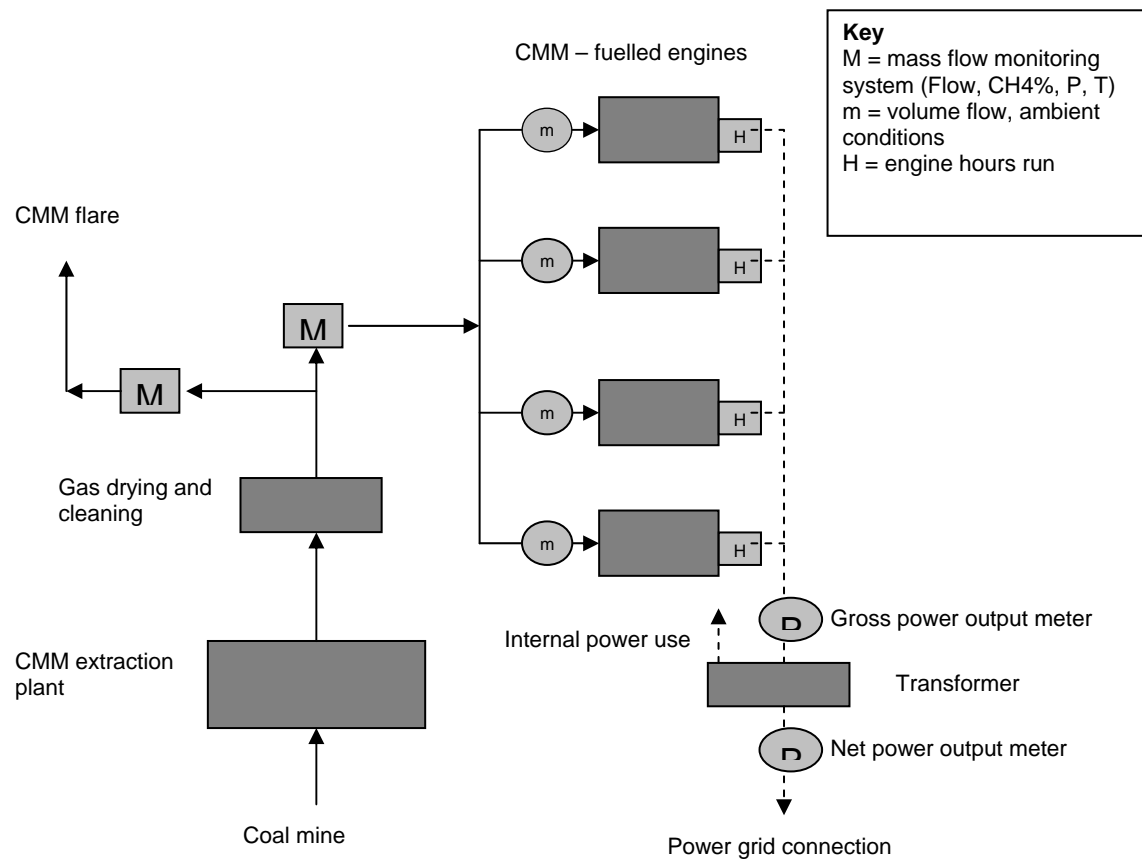 CMM – fuelled engines
Key
M = mass flow monitoring
system (Flow, CH4%, P, T)
m = volume flow, ambient
conditions
H = engine hours run
m
H
CMM flare
m
H
M
M
m
H
Gas drying and
cleaning
m
H
Gross power output meter
Internal power use
CMM extraction
plant
Transformer
Net power output meter
Coal mine
Power grid connection